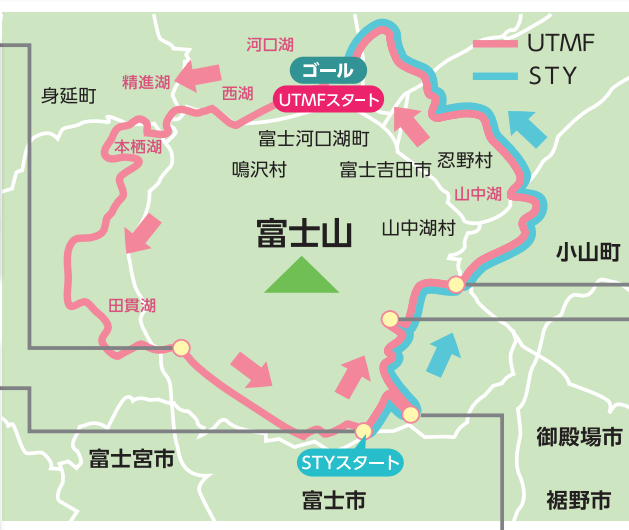 河口湖
UTMF
STY
ゴール
精進湖
西湖
UTMFスタート
身延町
本栖湖
富士河口湖町
鳴沢村
富士吉田市
忍野村
山中湖
富士山
山中湖村
小山町
田貫湖
富士宮市
STYスタート
富士市
御殿場市
裾野市